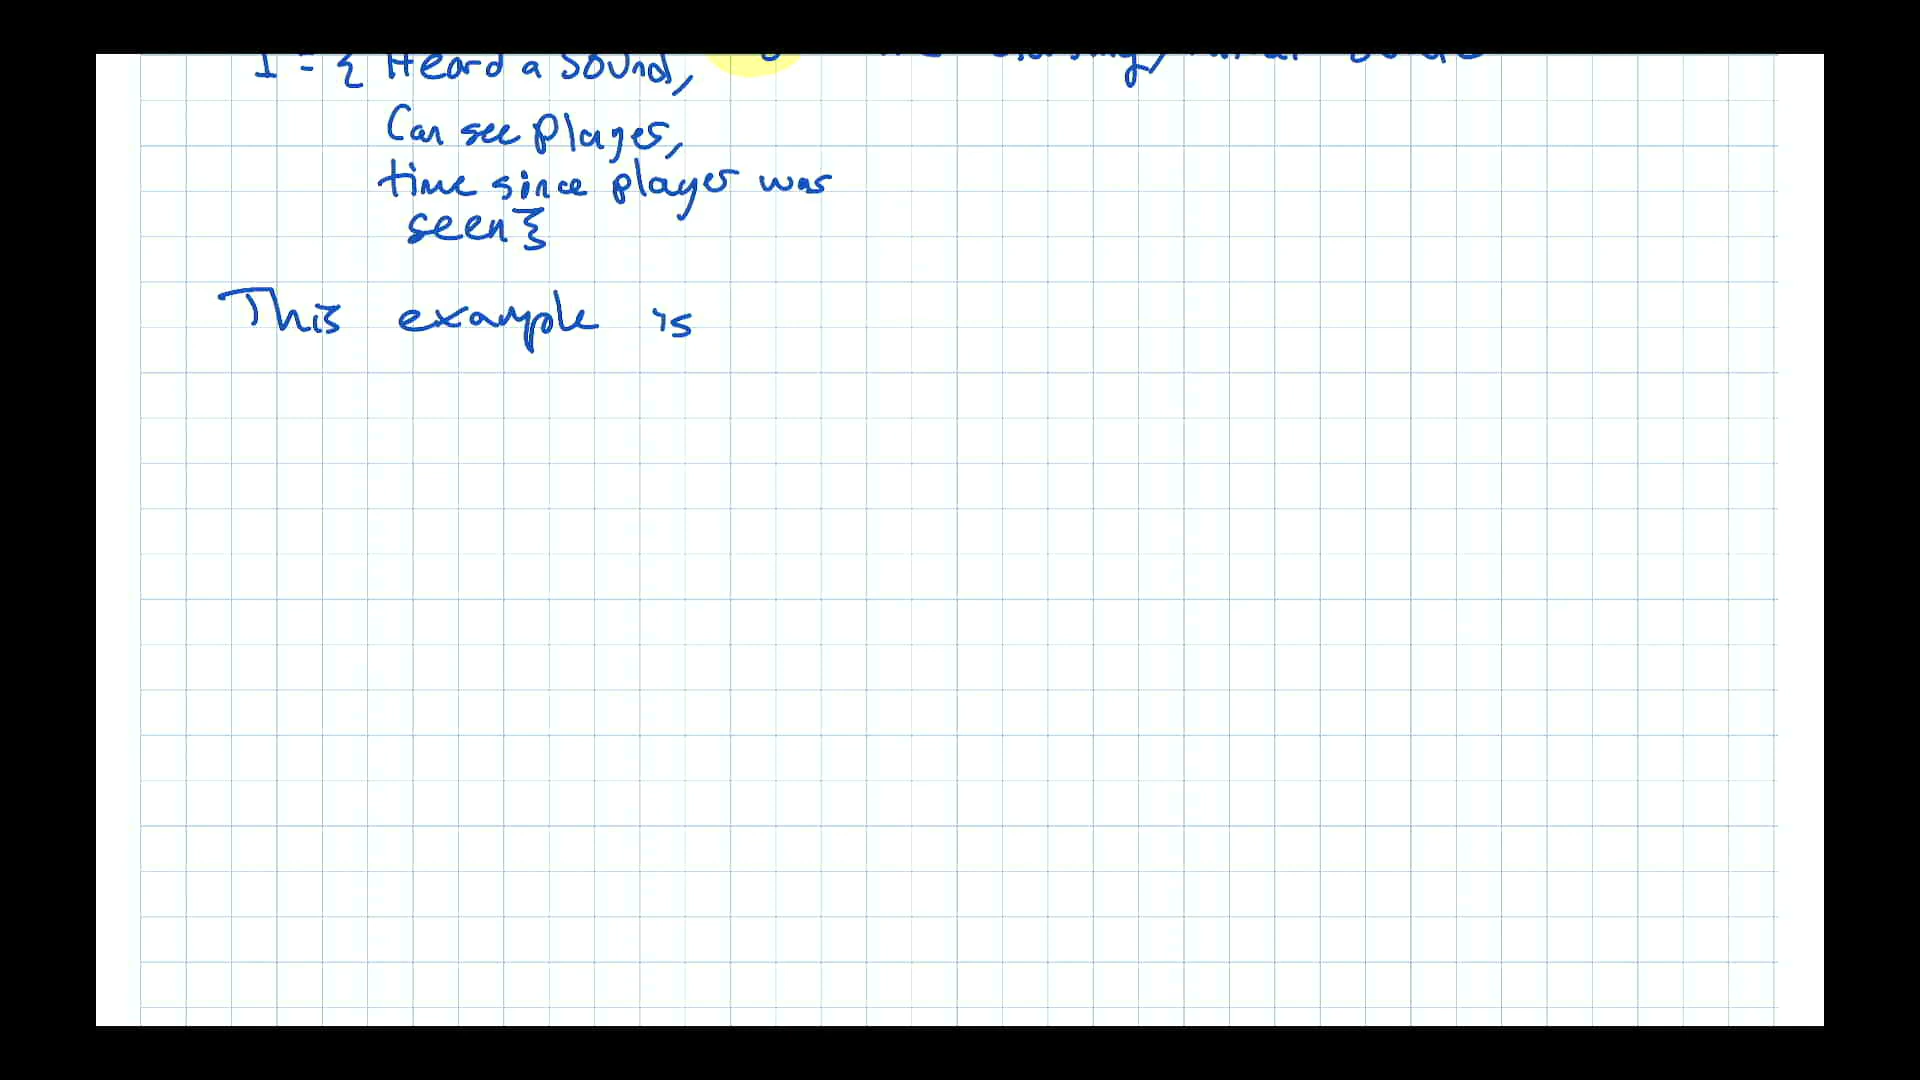 I = { Heard a Sound,
Can see Player,
time since player was
seen}
This example is